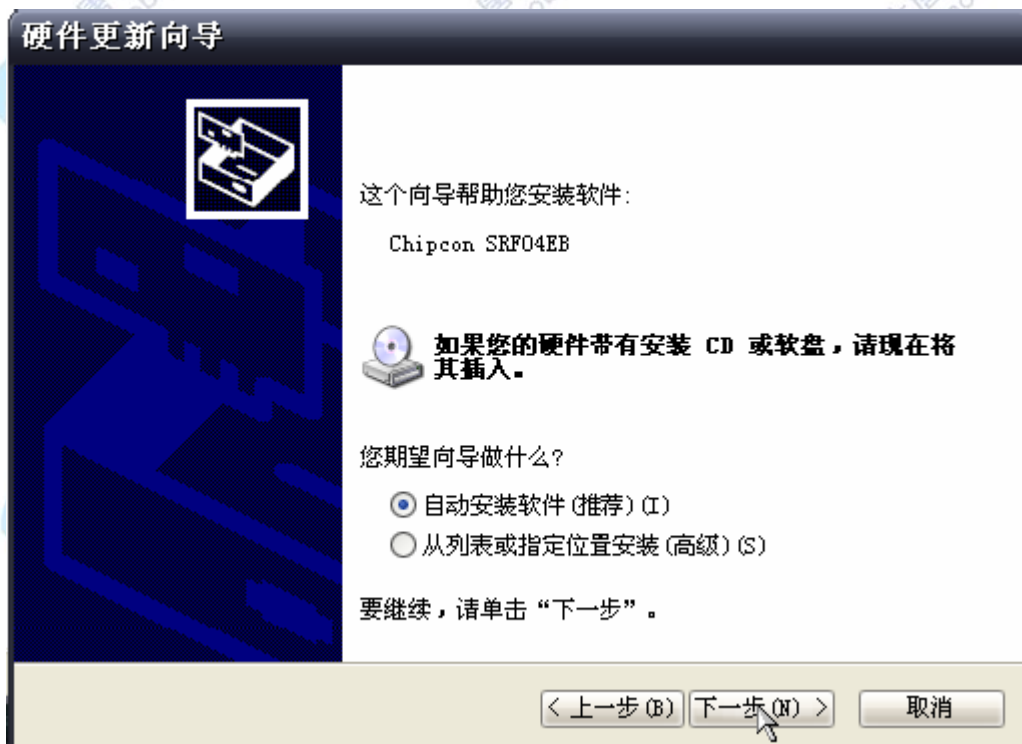 硬件更新向导
这个向导帮助您安装软件:
Chipcon SRF04EB
如果您的硬件带有安装 CD 或软盘，请现在将
其插入。
您期望向导做什么?
自动安装软件(推荐)(I)
从列表或指定位置安装(高级)(S)
要继续，请单击“下一步”。
< 上一步(B) 下一步(N) > 取消